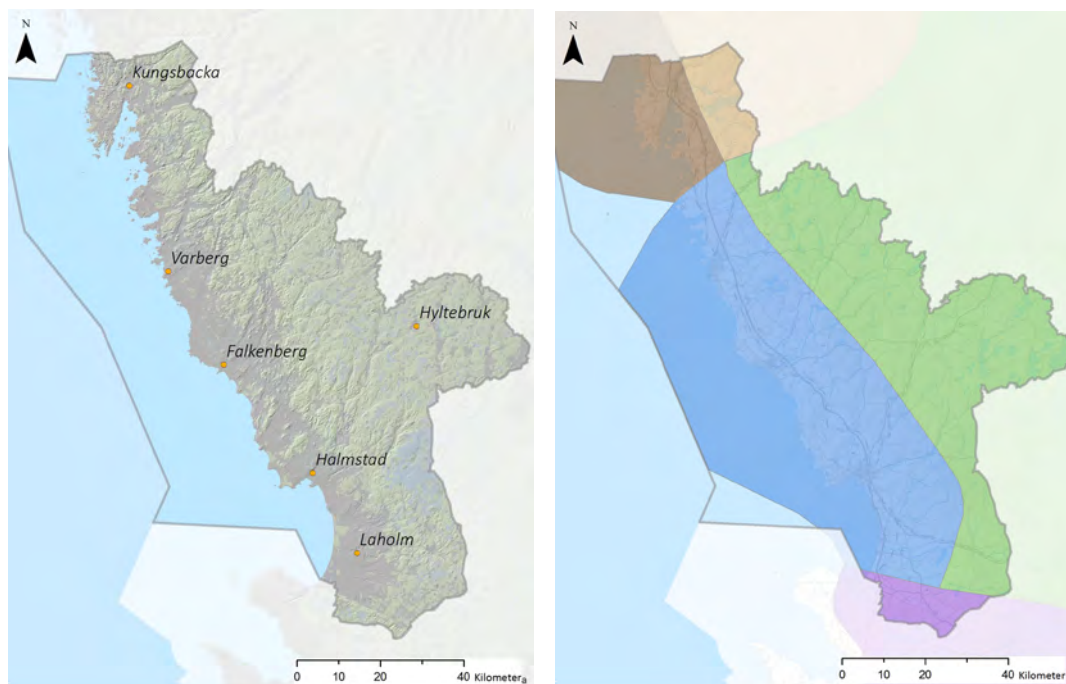 N
Kungsbacka
Varberg
Hyltebruk
Falkenberg
Halmstad
Laholm
0 10 20 40 Kilometer
a
N
0 10 20 40 Kilometer